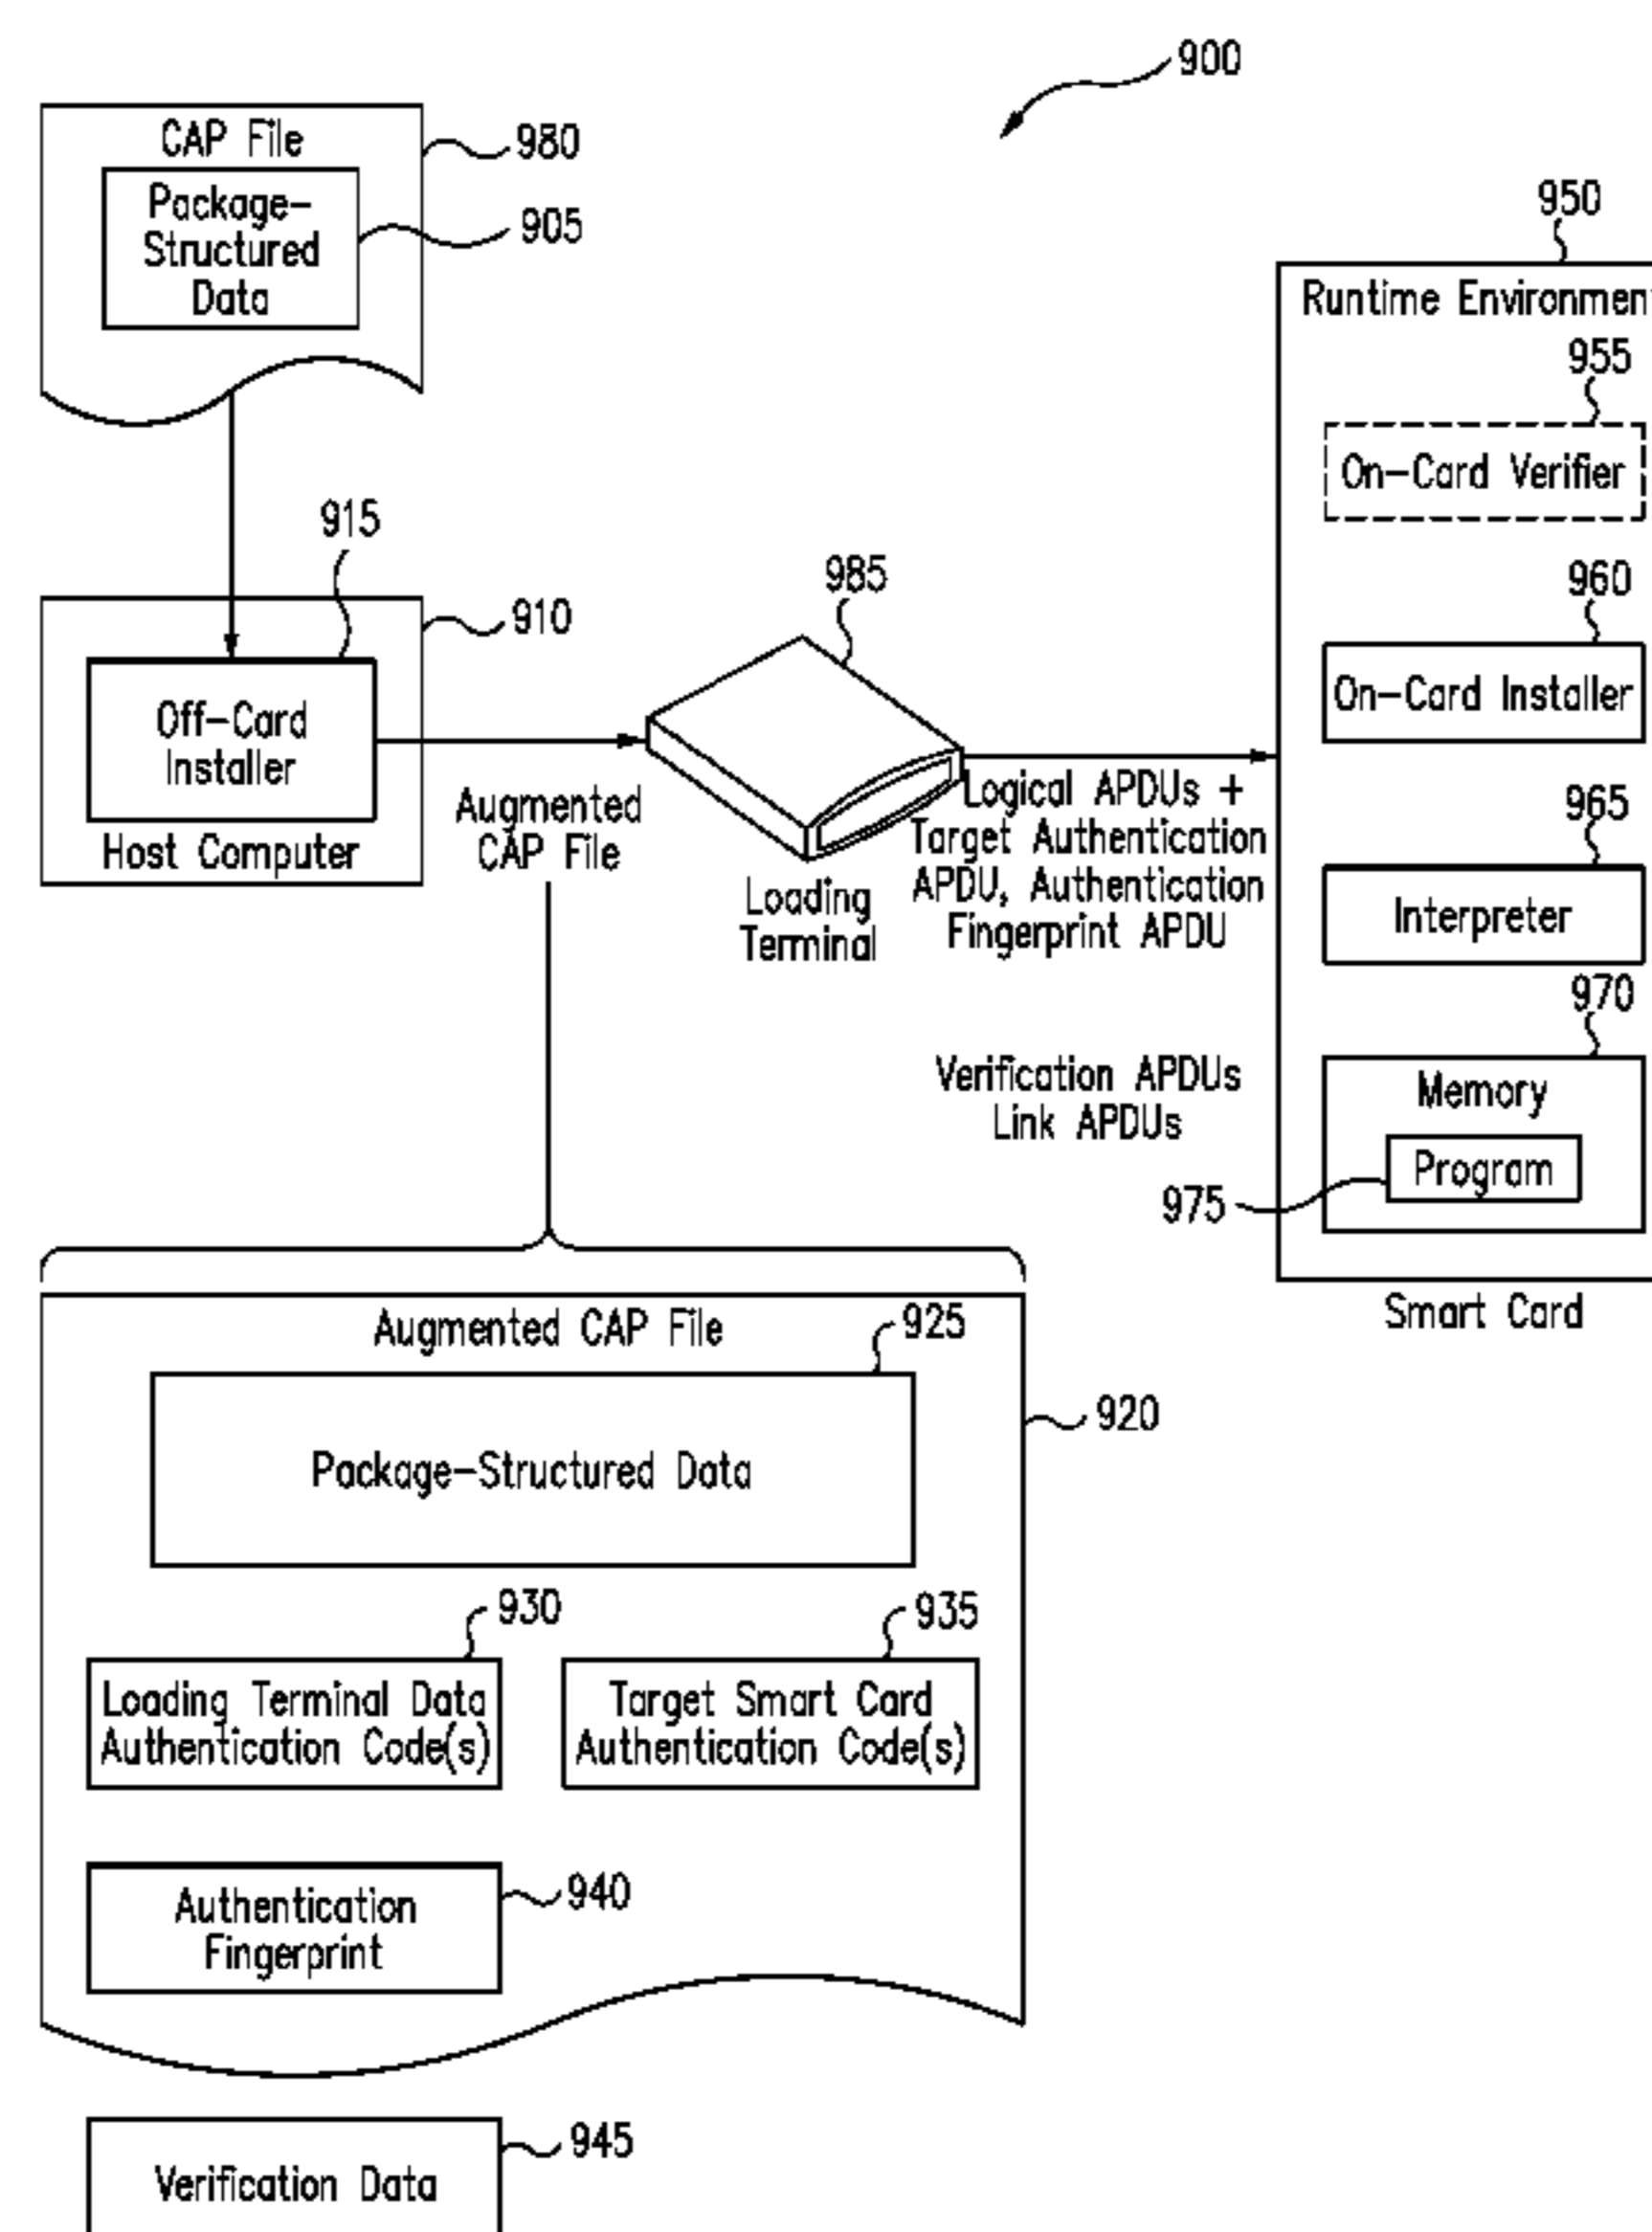 900
CAP File
980
Package-
Structured
Data
905
950
Runtime Environment
955
On-Card Verifier
915
985
960
910
On-Card Installer
Off-Card
Installer
Host Computer
Augmented
CAP File
Loading
Terminal
Logical APDUs +
Target Authentication
APDU, Authentication
Fingerprint APDU
965
Interpreter
970
Verification APDUs
Link APDUs
Memory
Program
975
Smart Card
Augmented CAP File
925
920
Package-Structured Data
930
935
Loading Terminal Data
Authentication Code(s)
Target Smart Card
Authentication Code(s)
940
Authentication
Fingerprint
945
Verification Data